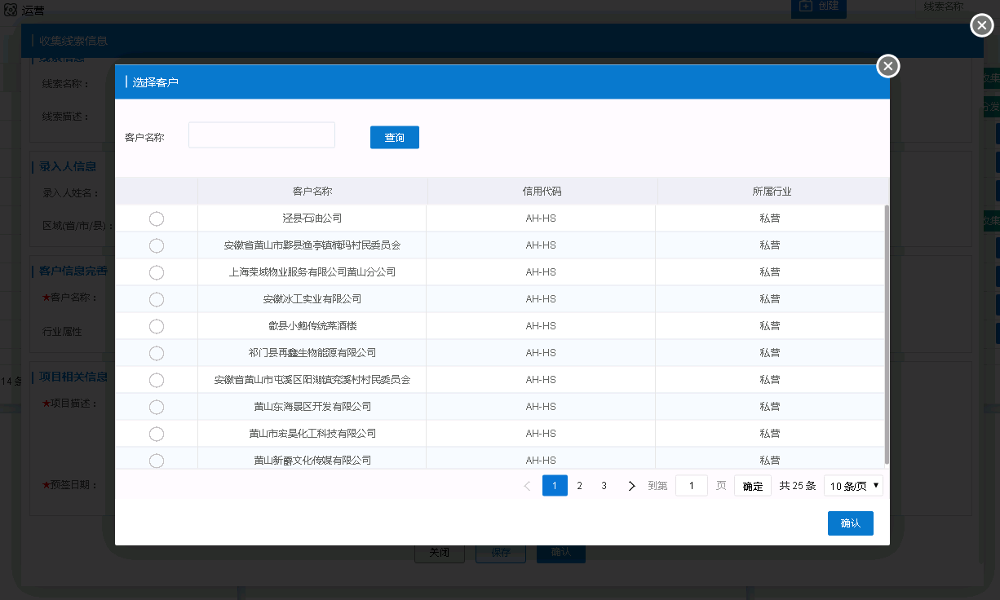 运营
创建
线索名称
收集线索信息
线索信息
线索名称：
线索描述：
录入人信息
录入人姓名：
区域(省/市/县)：
客户信息完善
★客户名称：
行业属性
14 条
项目相关信息
★项目描述：
★预签日期：
选择客户
客户名称
查询
客户名称 信用代码 所属行业
泾县石油公司 AH-HS 私营
安徽省黄山市黟县渔亭镇楠玛村民委员会 AH-HS 私营
上海荣域物业服务有限公司黄山分公司 AH-HS 私营
安徽冰工实业有限公司 AH-HS 私营
歙县小鲍传统菜酒楼 AH-HS 私营
祁门县再鑫生物能源有限公司 AH-HS 私营
安徽省黄山市屯溪区阳湖镇兖溪村村民委员会 AH-HS 私营
黄山东海景区开发有限公司 AH-HS 私营
黄山市宏昊化工科技有限公司 AH-HS 私营
黄山新爵文化传媒有限公司 AH-HS 私营
1 2 3 到第 1 页 确定 共 25 条 10 条/页
确认
关闭 保存 确认
收集
分发
收集